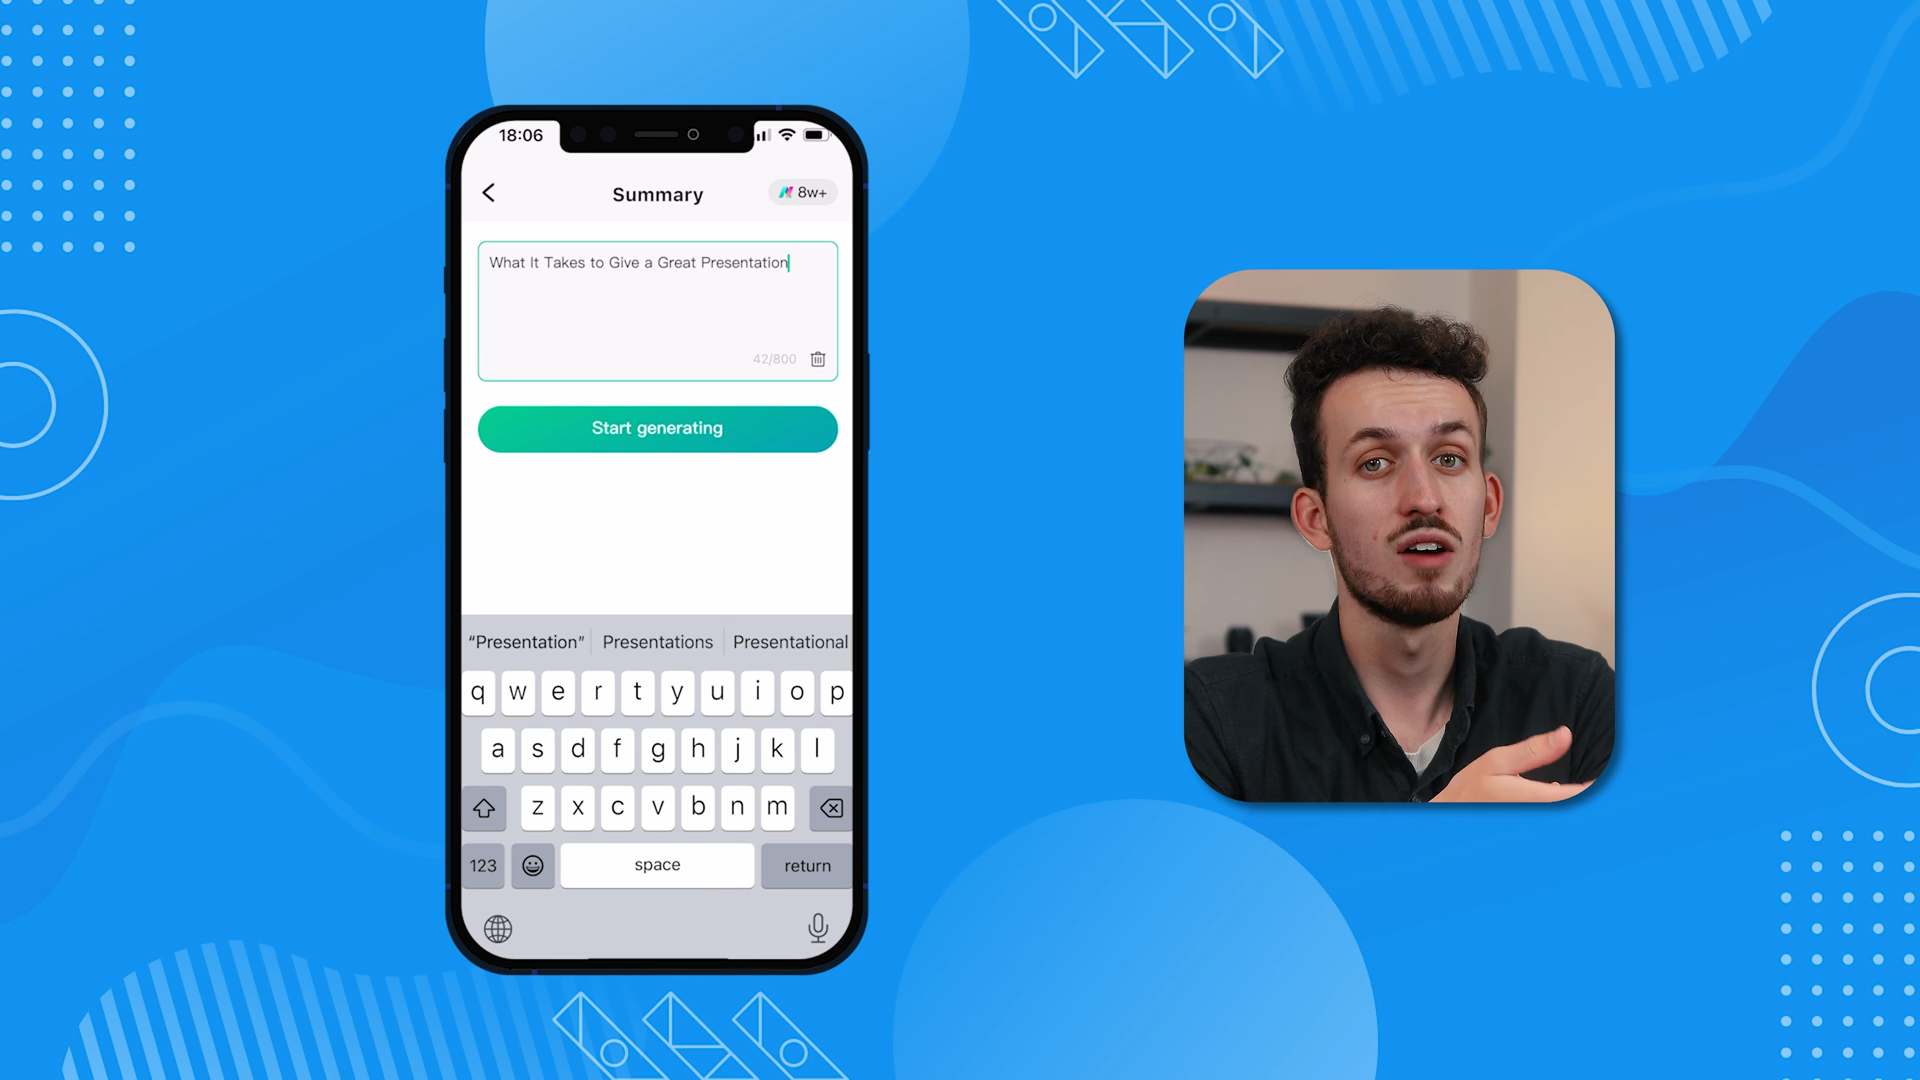 18:06
Summary
8w+
What It Takes to Give a Great Presentation
42/800
Start generating
“Presentation”
Presentations
Presentational
q w e r t y u i o p
a s d f g h j k l
z x c v b n m
123
space
return